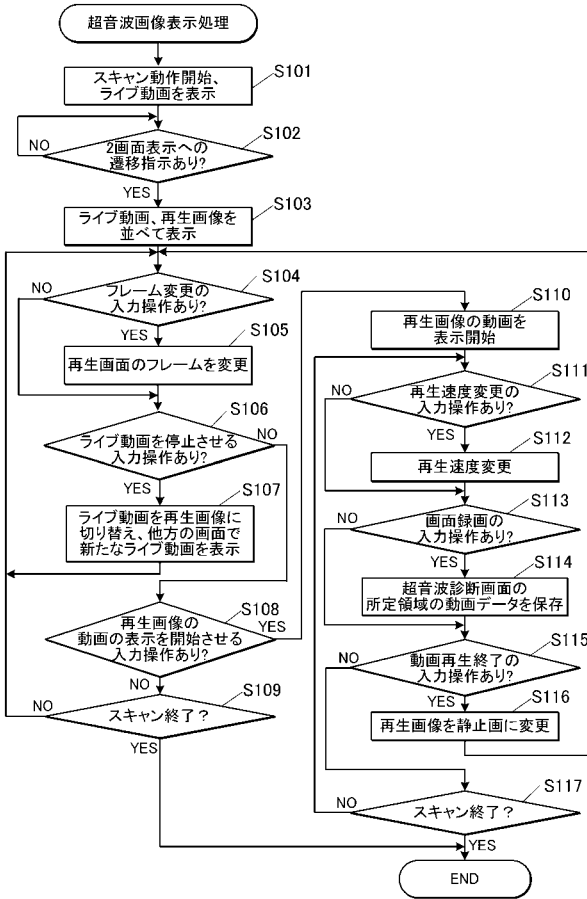 超音波画像表示処理
S101
スキャン動作開始、
ライブ動画を表示
S102
2画面表示への
遷移指示あり?
NO
YES
S103
ライブ動画、再生画像を
並べて表示
NO
S104
フレーム変更の
入力操作あり?
YES
S105
再生画面のフレームを変更
S106
ライブ動画を停止させる
入力操作あり?
NO
YES
S107
ライブ動画を再生画像に
切り替え、他方の画面で
新たなライブ動画を表示
S108
再生画像の
動画の表示を開始させる
入力操作あり?
YES
NO
S109
スキャン終了?
NO
YES
S110
再生画像の動画を
表示開始
S111
再生速度変更の
入力操作あり?
NO
YES
S112
再生速度変更
S113
画面録画の
入力操作あり?
NO
YES
S114
超音波診断画面の
所定領域の動画データを保存
S115
動画再生終了の
入力操作あり?
NO
YES
S116
再生画像を静止画に変更
S117
スキャン終了?
NO
YES
END